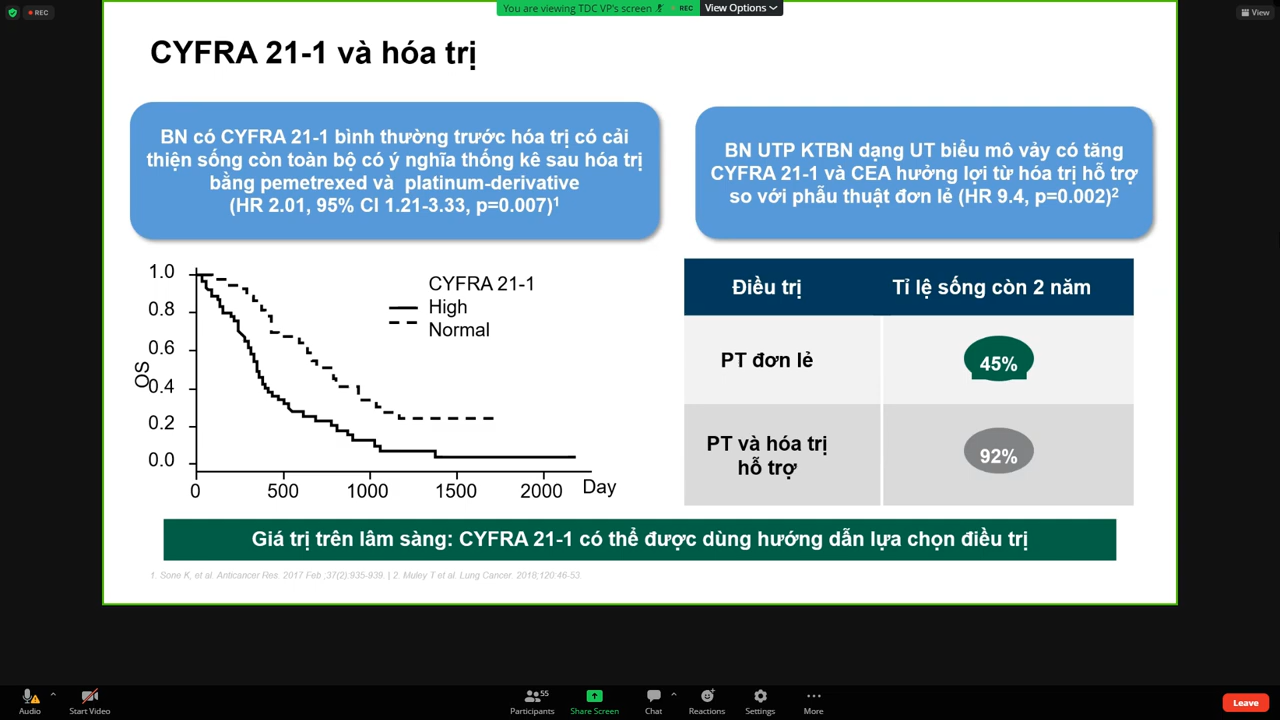 You are viewing TDC VP's screen
REC
View Options
REC
View
CYFRA 21-1 và hóa trị
BN có CYFRA 21-1 bình thường trước hóa trị có cải
thiện sống còn toàn bộ có ý nghĩa thống kê sau hóa trị
bằng pemetrexed và platinum-derivative
(HR 2.01, 95% CI 1.21-3.33, p=0.007)¹
BN UTP KTBN dạng UT biểu mô vảy có tăng
CYFRA 21-1 và CEA hưởng lợi từ hóa trị hỗ trợ
so với phẫu thuật đơn lẻ (HR 9.4, p=0.002)²
1.0
0.8
0.6
0.4
0.2
0.0
OS
CYFRA 21-1
High
Normal
0
500
1000
1500
2000
Day
Điều trị
Tỉ lệ sống còn 2 năm
PT đơn lẻ
45%
PT và hóa trị
hỗ trợ
92%
Giá trị trên lâm sàng: CYFRA 21-1 có thể được dùng hướng dẫn lựa chọn điều trị
1. Sone K, et al. Anticancer Res. 2017 Feb ;37(2).935-939. | 2. Muley T et al. Lung Cancer. 2018;120:46-53.
Audio
Start Video
55
Participants
Share Screen
Chat
Reactions
Settings
More
Leave